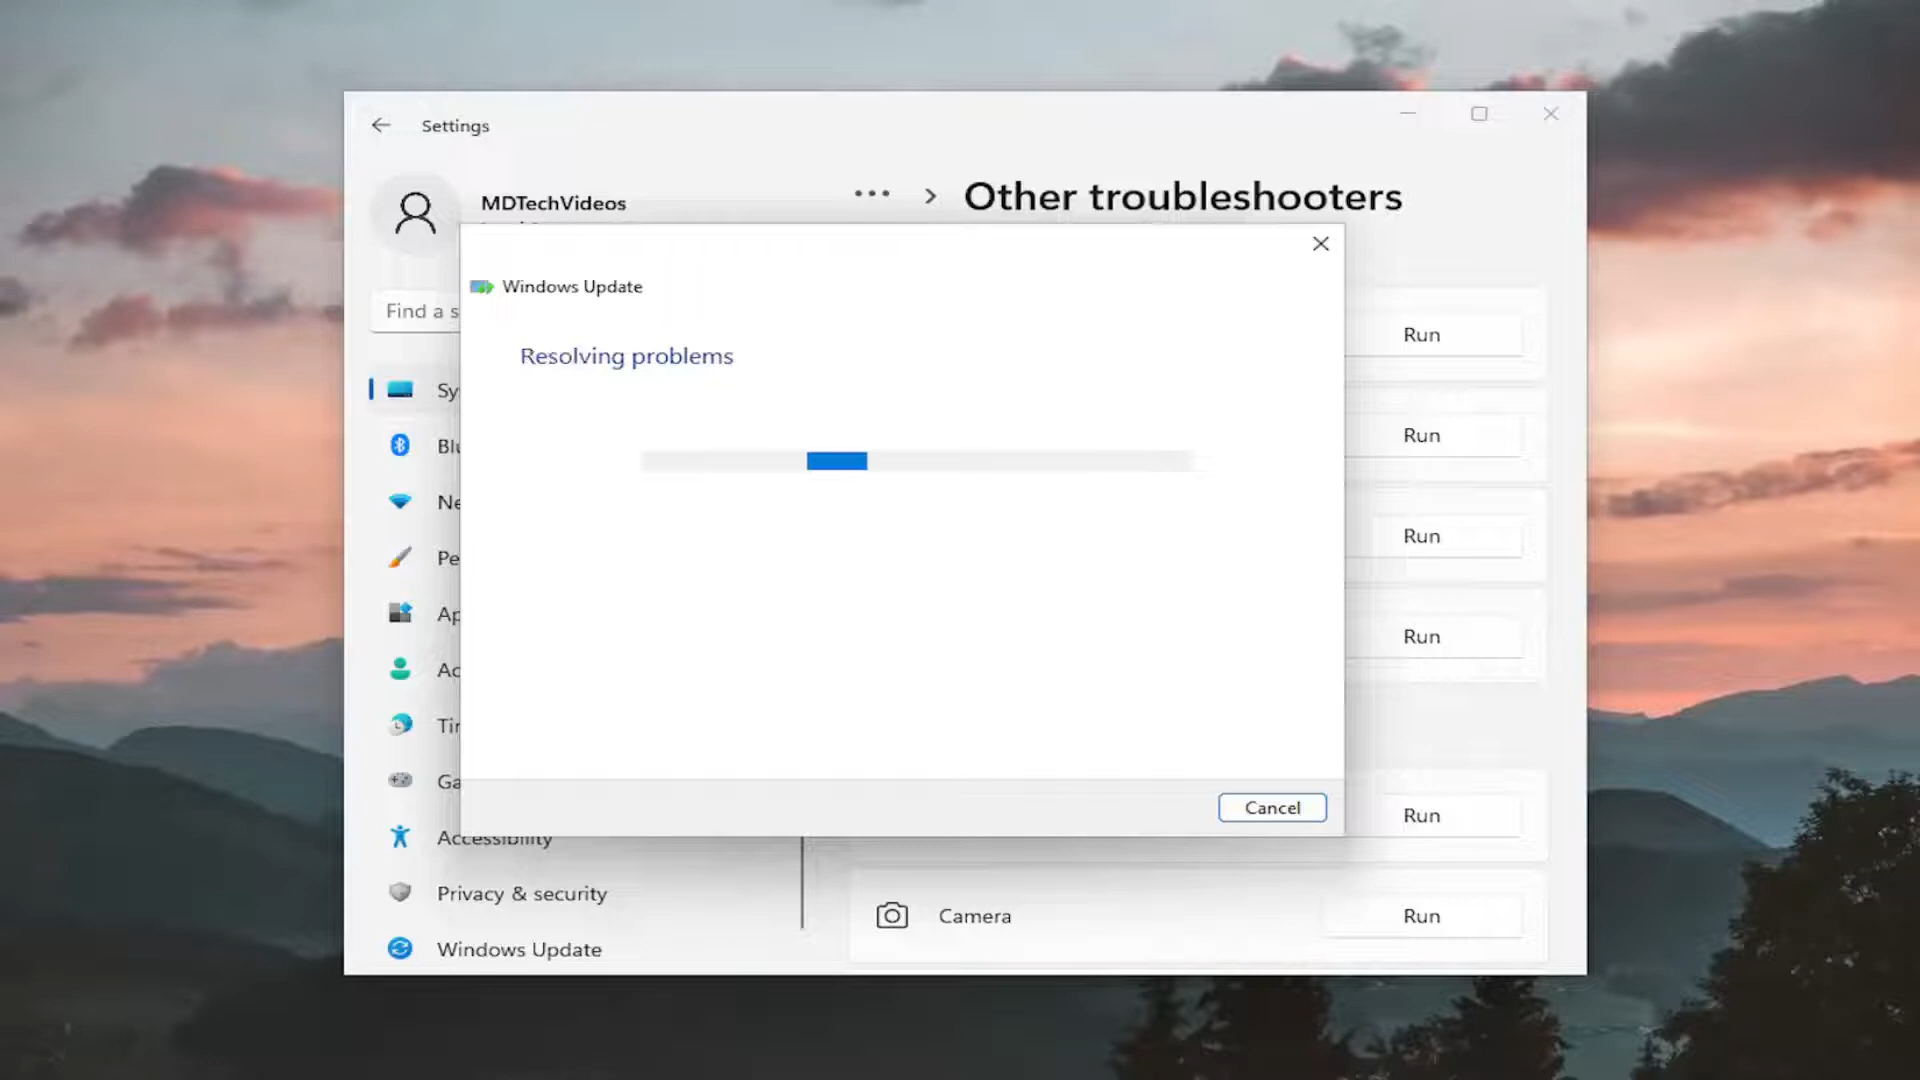 Settings
MDTechVideos
Other troubleshooters
Windows Update
Find a s
Resolving problems
Run
Sy
Run
Blu
Ne
Run
Pe
Ap
Run
Ac
Tin
Ga
Cancel
Run
Accessibility
Privacy & security
Camera
Run
Windows Update